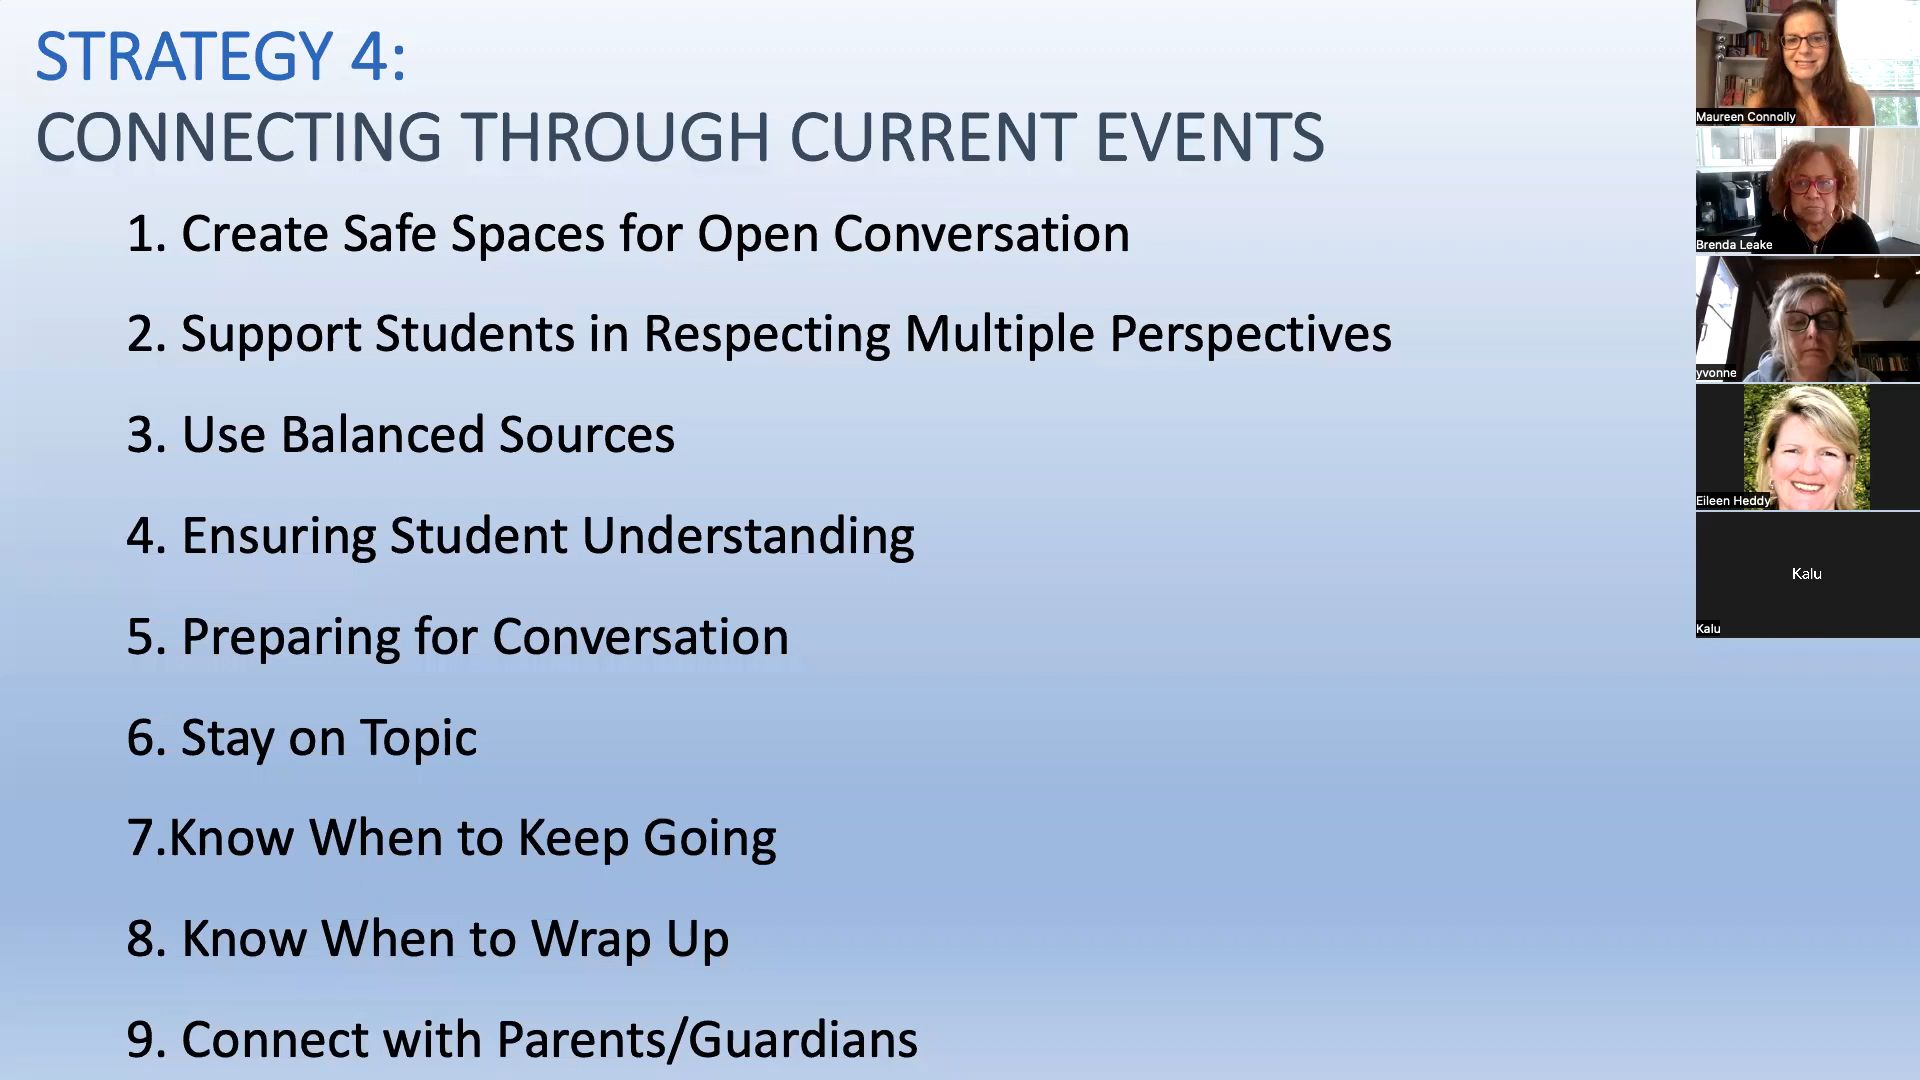 STRATEGY 4:
CONNECTING THROUGH CURRENT EVENTS
1. Create Safe Spaces for Open Conversation
2. Support Students in Respecting Multiple Perspectives
3. Use Balanced Sources
4. Ensuring Student Understanding
5. Preparing for Conversation
6. Stay on Topic
7.Know When to Keep Going
8. Know When to Wrap Up
9. Connect with Parents/Guardians
Maureen Connolly
Brenda Leake
yvonne
Eileen Heddy
Kalu
Kalu